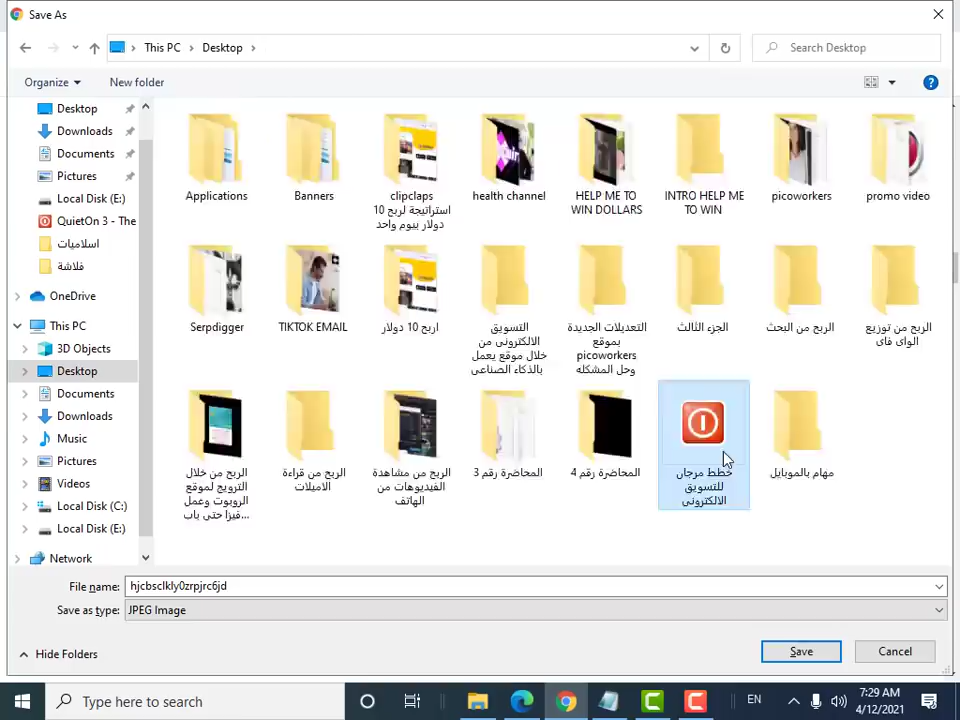 Save As
This PC > Desktop >
Search Desktop
Organize
New folder
Desktop
Downloads
Documents
Pictures
Local Disk (E:)
QuietOn 3 - The
اسلاميات
فلاشة
OneDrive
This PC
3D Objects
Desktop
Documents
Downloads
Music
Pictures
Videos
Local Disk (C:)
Local Disk (E:)
Network
Applications
Banners
clipclaps
استراتيجة لربح 10
دولار بيوم واحد
health channel
HELP ME TO
WIN DOLLARS
INTRO HELP ME
TO WIN
picoworkers
promo video
Serpdigger
TIKTOK EMAIL
اربح 10 دولار
التسويق
الالكترونى من
خلال موقع يعمل
بالذكاء الصناعى
التعديلات الجديدة
بموقع
picoworkers
وحل المشكله
الجزء الثالث
الربح من البحث
الربح من توزيع
الواى فاى
الربح من خلال
الترويج لموقع
الروبوت وعمل
فيزا حتى باب...
الربح من قراءة
الاميلات
الربح من مشاهدة
الفيديوهات من
الهاتف
المحاضرة رقم 3
المحاضرة رقم 4
خطط مرجان
للتسويق
الالكترونى
مهام بالموبايل
File name:
hjcbsclkly0zrpjrc6jd
Save as type:
JPEG Image
Hide Folders
Save
Cancel
Type here to search
EN
7:29 AM
4/12/2021